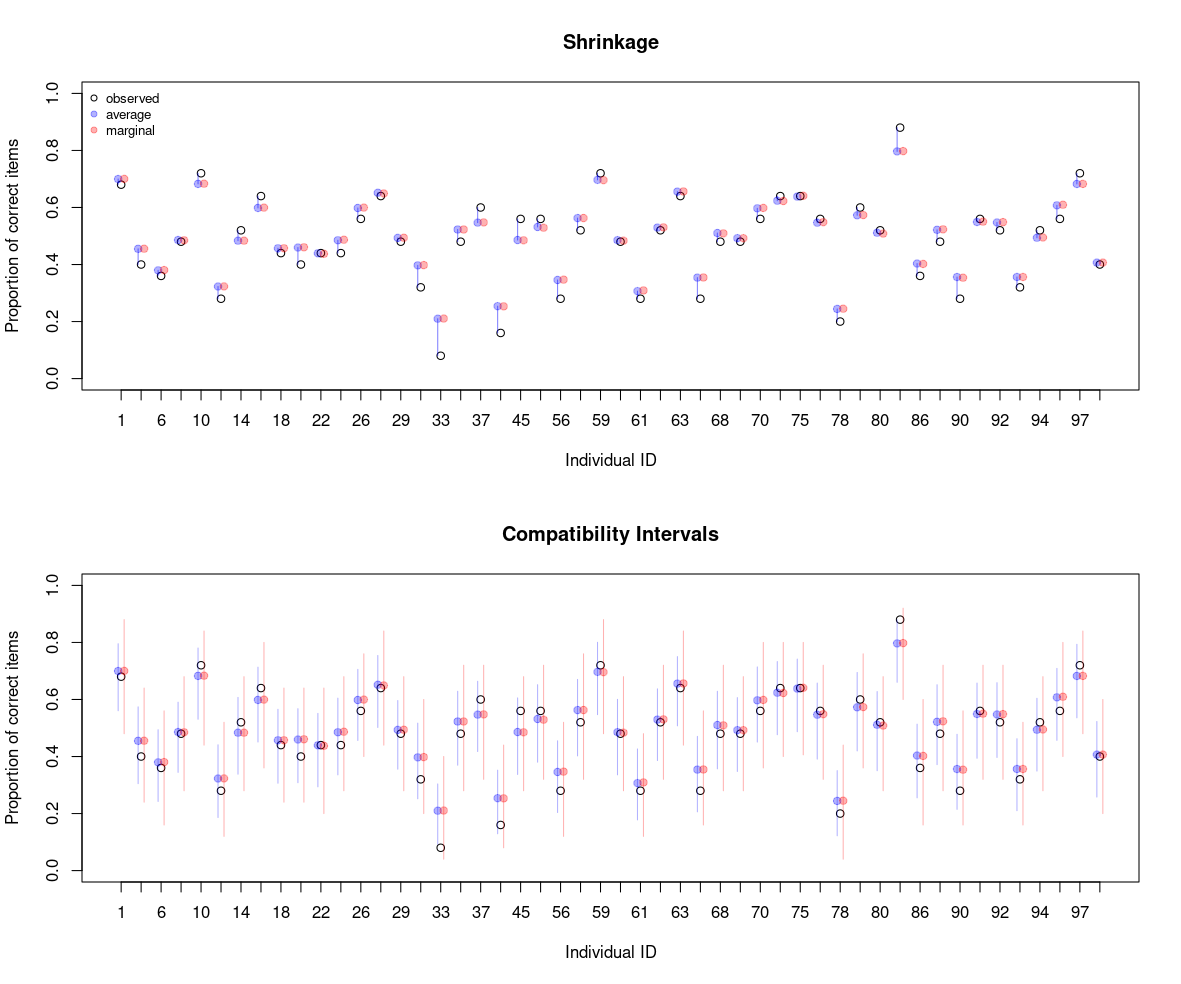 Shrinkage
Proportion of correct items
1.0
0.8
0.6
0.4
0.2
0.0
observed
average
marginal
1 6 10 14 18 22 26 29 33 37 45 56 59 61 63 68 70 75 78 80 86 90 92 94 97
Individual ID
Compatibility Intervals
Proportion of correct items
1.0
0.8
0.6
0.4
0.2
0.0
1 6 10 14 18 22 26 29 33 37 45 56 59 61 63 68 70 75 78 80 86 90 92 94 97
Individual ID